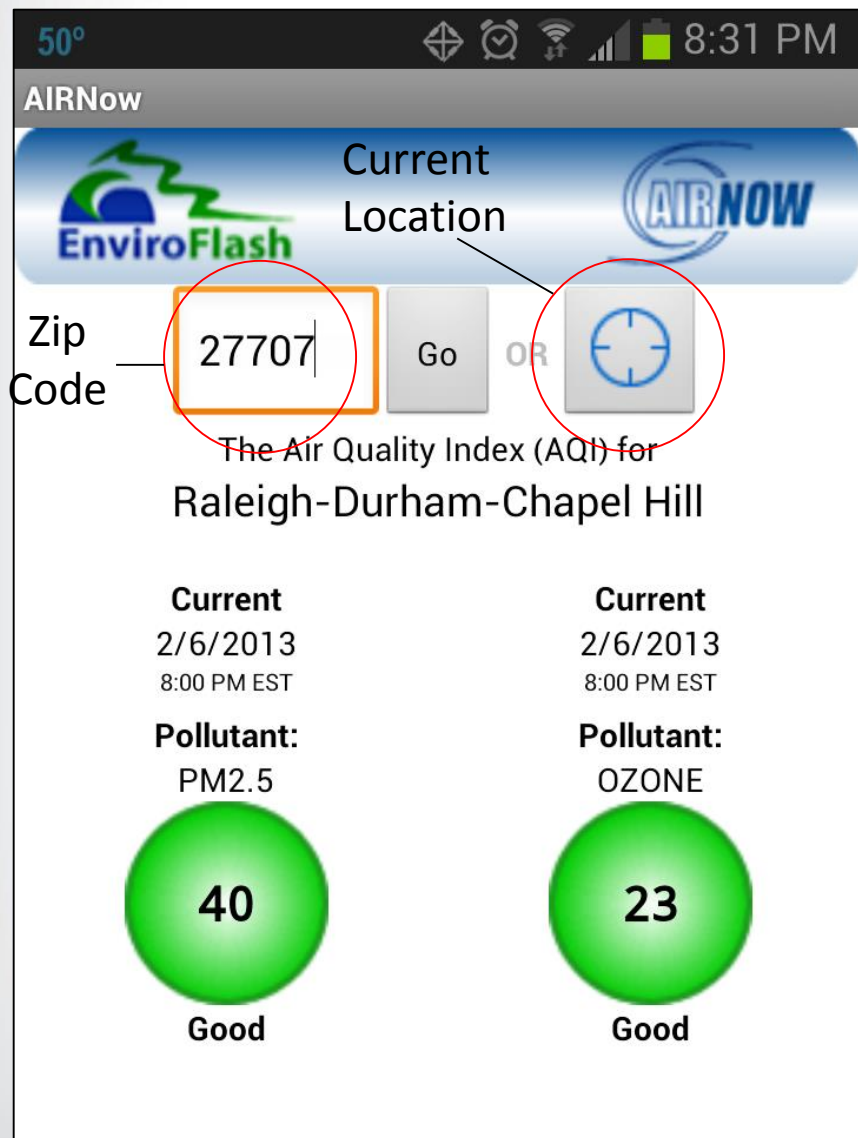 50°
8:31 PM
AIRNow
EnviroFlash
Current
Location
AIRNOW
Zip
Code
27707
Go
OR
The Air Quality Index (AQI) for
Raleigh-Durham-Chapel Hill
Current
2/6/2013
8:00 PM EST
Pollutant:
PM2.5
40
Good
Current
2/6/2013
8:00 PM EST
Pollutant:
OZONE
23
Good